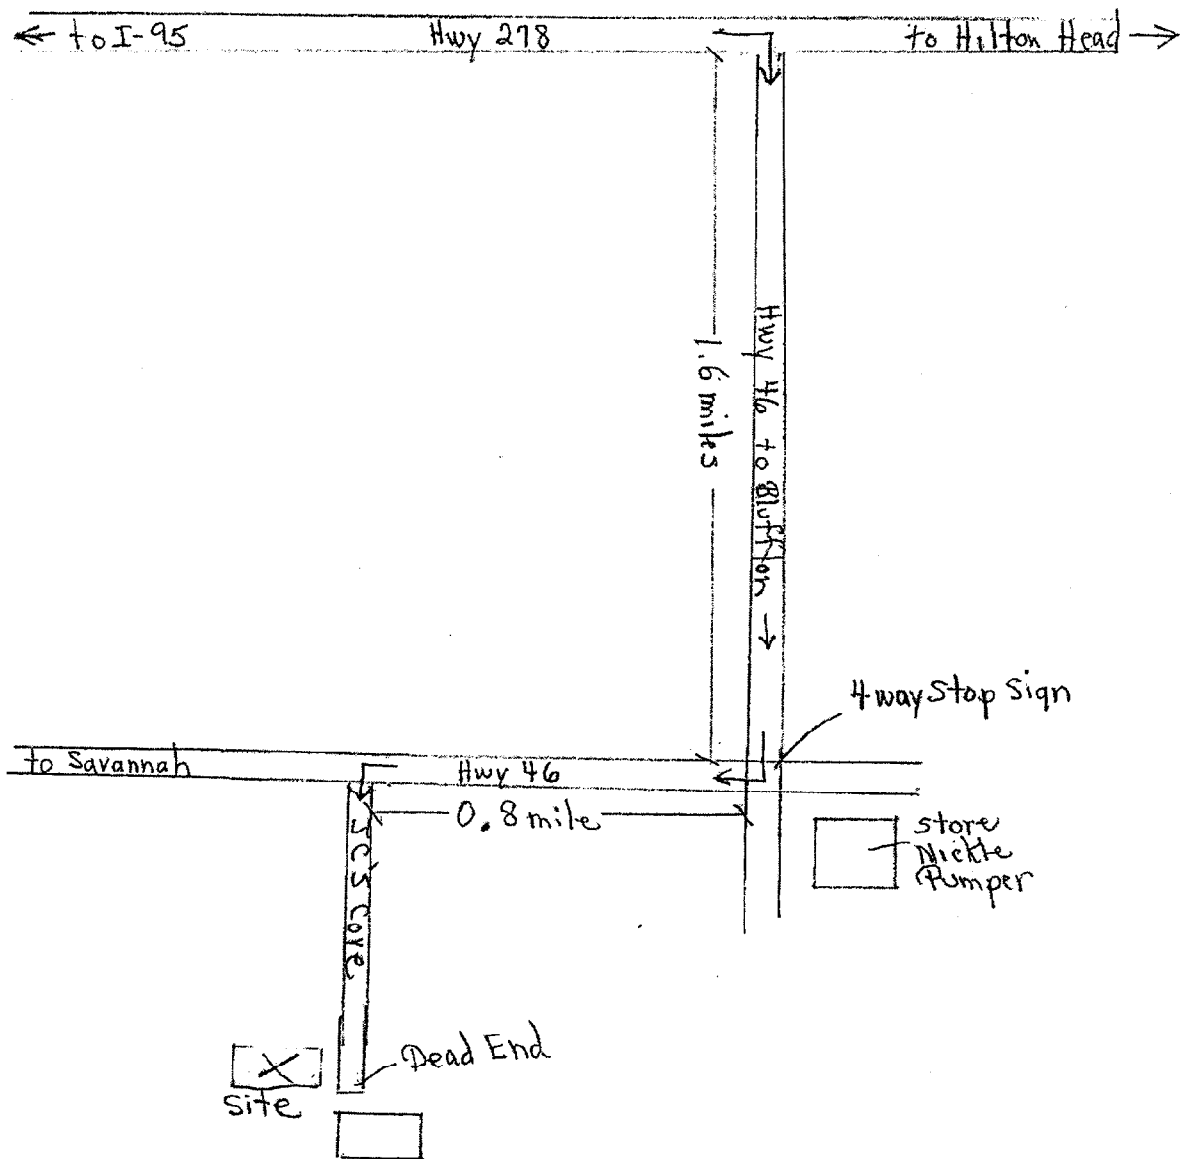 ← to I-95
Hwy 278
to Hilton Head →
Hwy 46 to Bluffton →
1.6 miles
4 way Stop Sign
to Savannah
Hwy 46
0.8 mile
Store
Nickle
Pumper
JC'S Cove
Dead End
X
Site